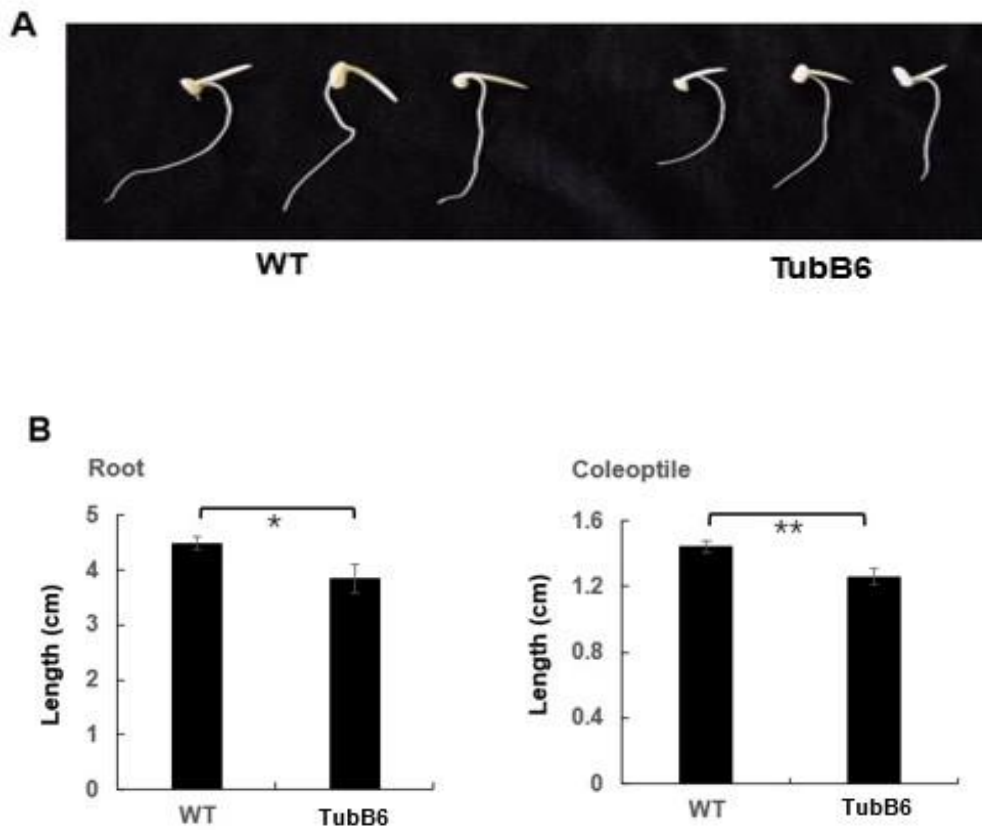 A
WT
TubB6
B
Root
5
4
3
2
1
0
Length (cm)
*
WT
TubB6
Coleoptile
1.6
1.2
0.8
0.4
0
Length (cm)
**
WT
TubB6